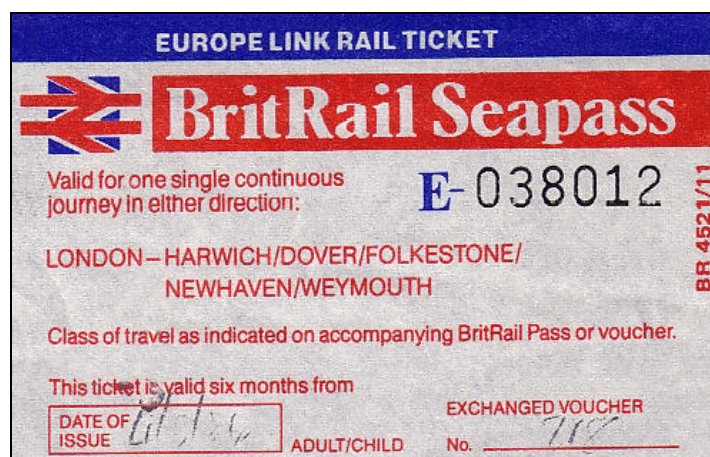 EUROPE LINK RAIL TICKET
BritRail Seapass
Valid for one single continuous
journey in either direction:
E-038012
BR 4521/11
LONDON–HARWICH/DOVER/FOLKESTONE/
NEWHAVEN/WEYMOUTH
Class of travel as indicated on accompanying BritRail Pass or voucher.
This ticket is valid six months from
DATE OF
ISSUE
ADULT/CHILD
EXCHANGED VOUCHER
No. 718